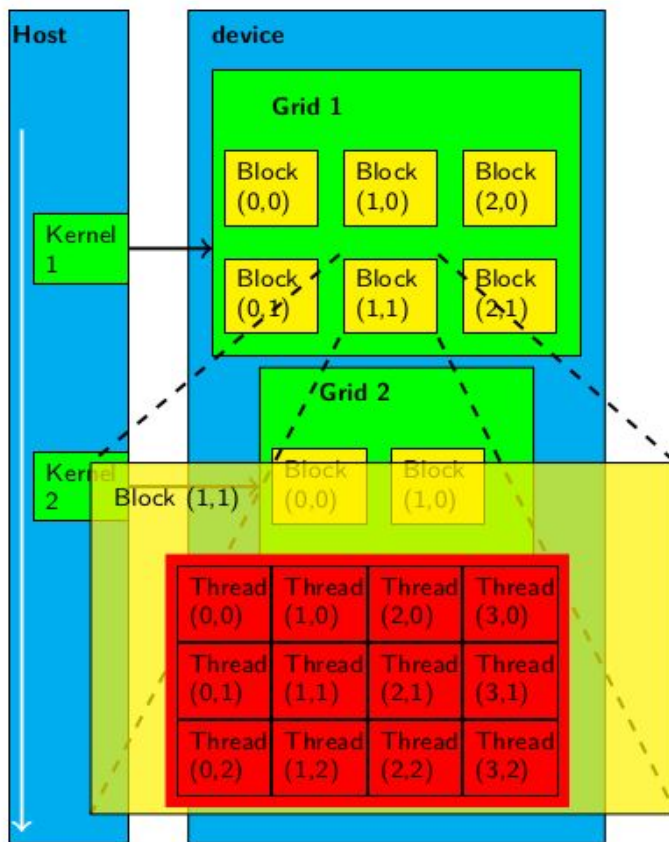 Host
device
Grid 1
Block
(0,0)
Block
(1,0)
Block
(2,0)
Kernel
1
Block
(0,1)
Block
(1,1)
Block
(2,1)
Grid 2
Kernel
2
Block (1,1)
Block
(0,0)
Block
(1,0)
Thread
(0,0)
Thread
(1,0)
Thread
(2,0)
Thread
(3,0)
Thread
(0,1)
Thread
(1,1)
Thread
(2,1)
Thread
(3,1)
Thread
(0,2)
Thread
(1,2)
Thread
(2,2)
Thread
(3,2)